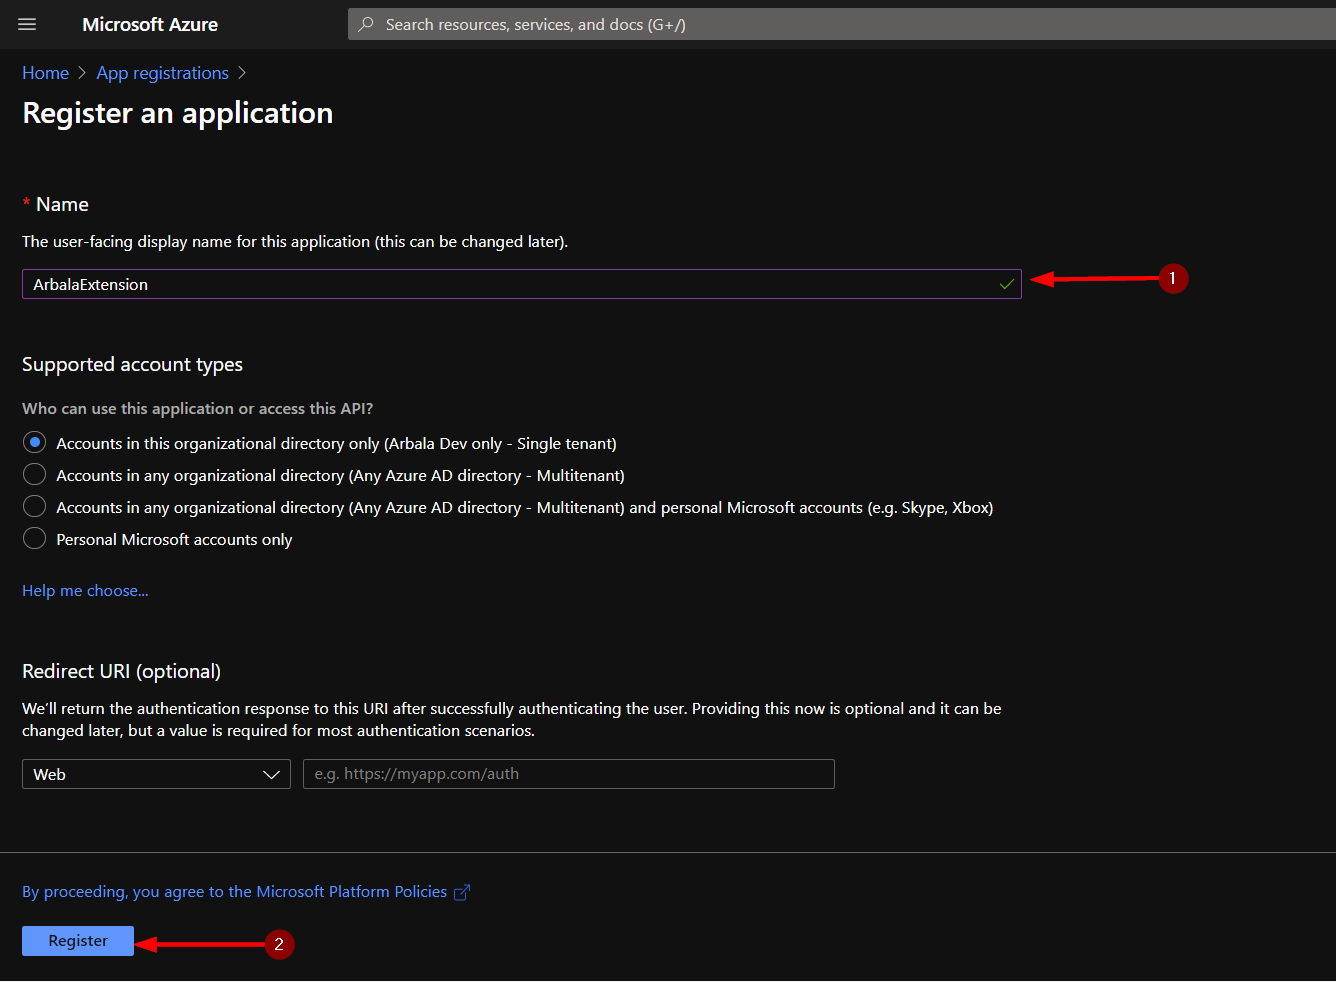 Microsoft Azure
Search resources, services, and docs (G+/)
Home > App registrations >
Register an application
* Name
The user-facing display name for this application (this can be changed later).
ArbalaExtension
1
Supported account types
Who can use this application or access this API?
Accounts in this organizational directory only (Arbala Dev only - Single tenant)
Accounts in any organizational directory (Any Azure AD directory - Multitenant)
Accounts in any organizational directory (Any Azure AD directory - Multitenant) and personal Microsoft accounts (e.g. Skype, Xbox)
Personal Microsoft accounts only
Help me choose...
Redirect URI (optional)
We'll return the authentication response to this URI after successfully authenticating the user. Providing this now is optional and it can be
changed later, but a value is required for most authentication scenarios.
Web
e.g. https://myapp.com/auth
By proceeding, you agree to the Microsoft Platform Policies
Register
2